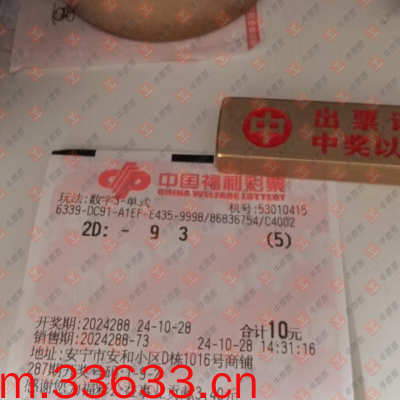 出票
中奖以
中国福利彩票
CHINA WELFARE LOTTERY
玩法:数字3-单式 机号:53010415
6339-DC91-A1EF-E435-9998/86836754/C4002
2D: - 9 3 (5)
开奖期:2024288 24-10-28 合计10元
销售期:2024288-73 24-10-28 14:31:16
地址:安宁市安和小区D栋1016号商铺
m.33633.cn